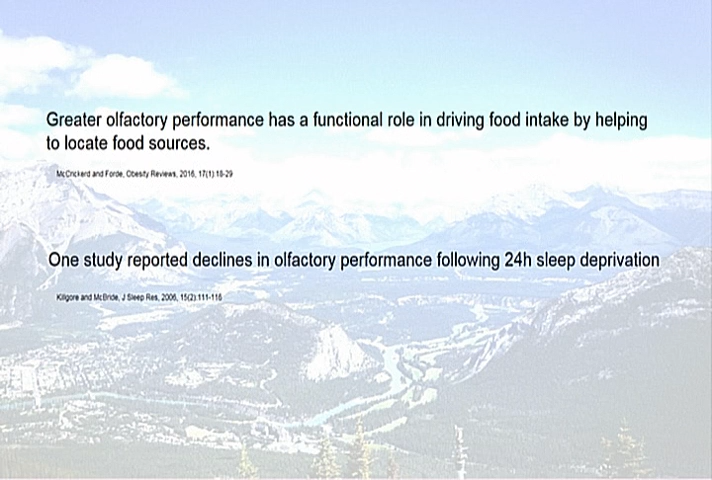 Greater olfactory performance has a functional role in driving food intake by helping
to locate food sources.
McCrickerd and Forde, Obesity Reviews, 2016, 17(1):18-29
One study reported declines in olfactory performance following 24h sleep deprivation
Killgore and McBride, J Sleep Res, 2006, 15(2):111-116